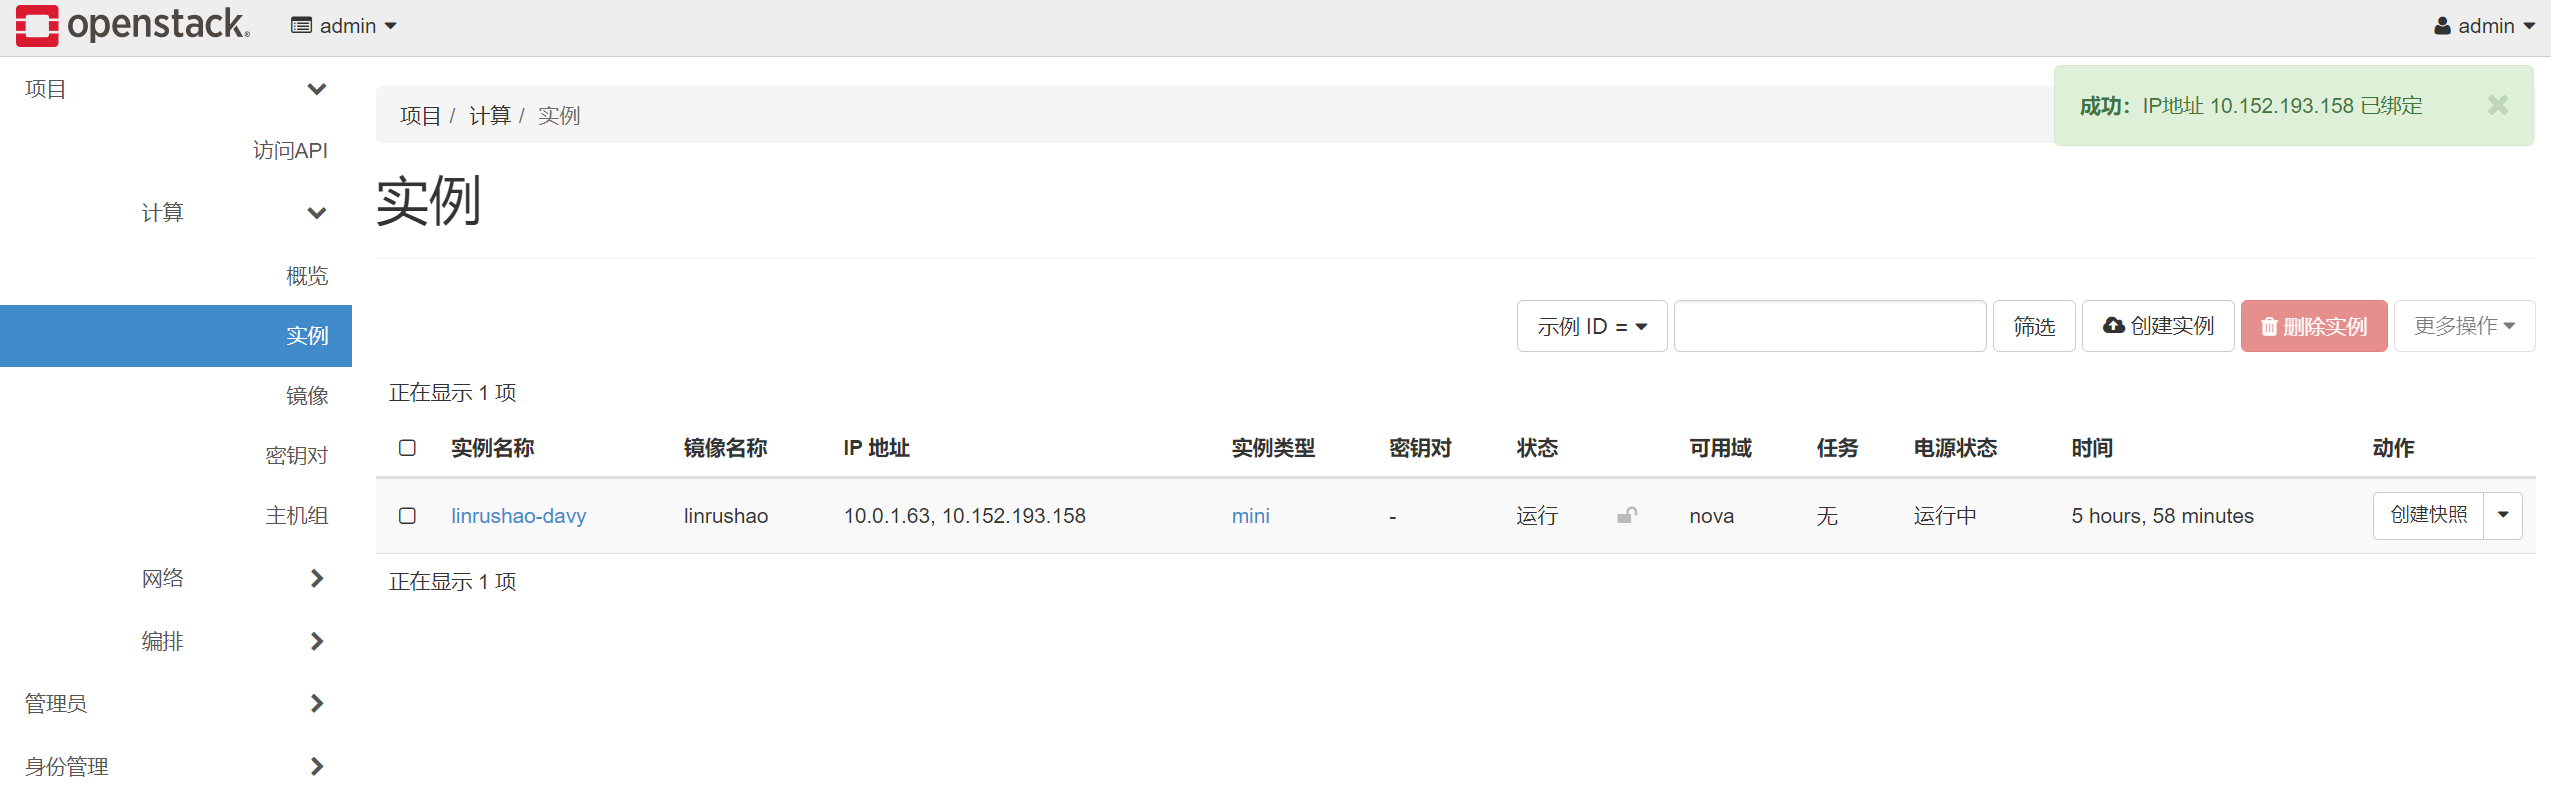 openstack.
admin
admin
成功：IP地址 10.152.193.158 已绑定
项目
访问API
计算
概览
实例
镜像
密钥对
主机组
网络
编排
管理员
身份管理
项目 / 计算 / 实例
实例
示例 ID =
筛选
创建实例
删除实例
更多操作
正在显示 1 项
实例名称 镜像名称 IP 地址 实例类型 密钥对 状态 可用域 任务 电源状态 时间 动作
linrushao-davy linrushao 10.0.1.63, 10.152.193.158 mini - 运行 nova 无 运行中 5 hours, 58 minutes 创建快照
正在显示 1 项